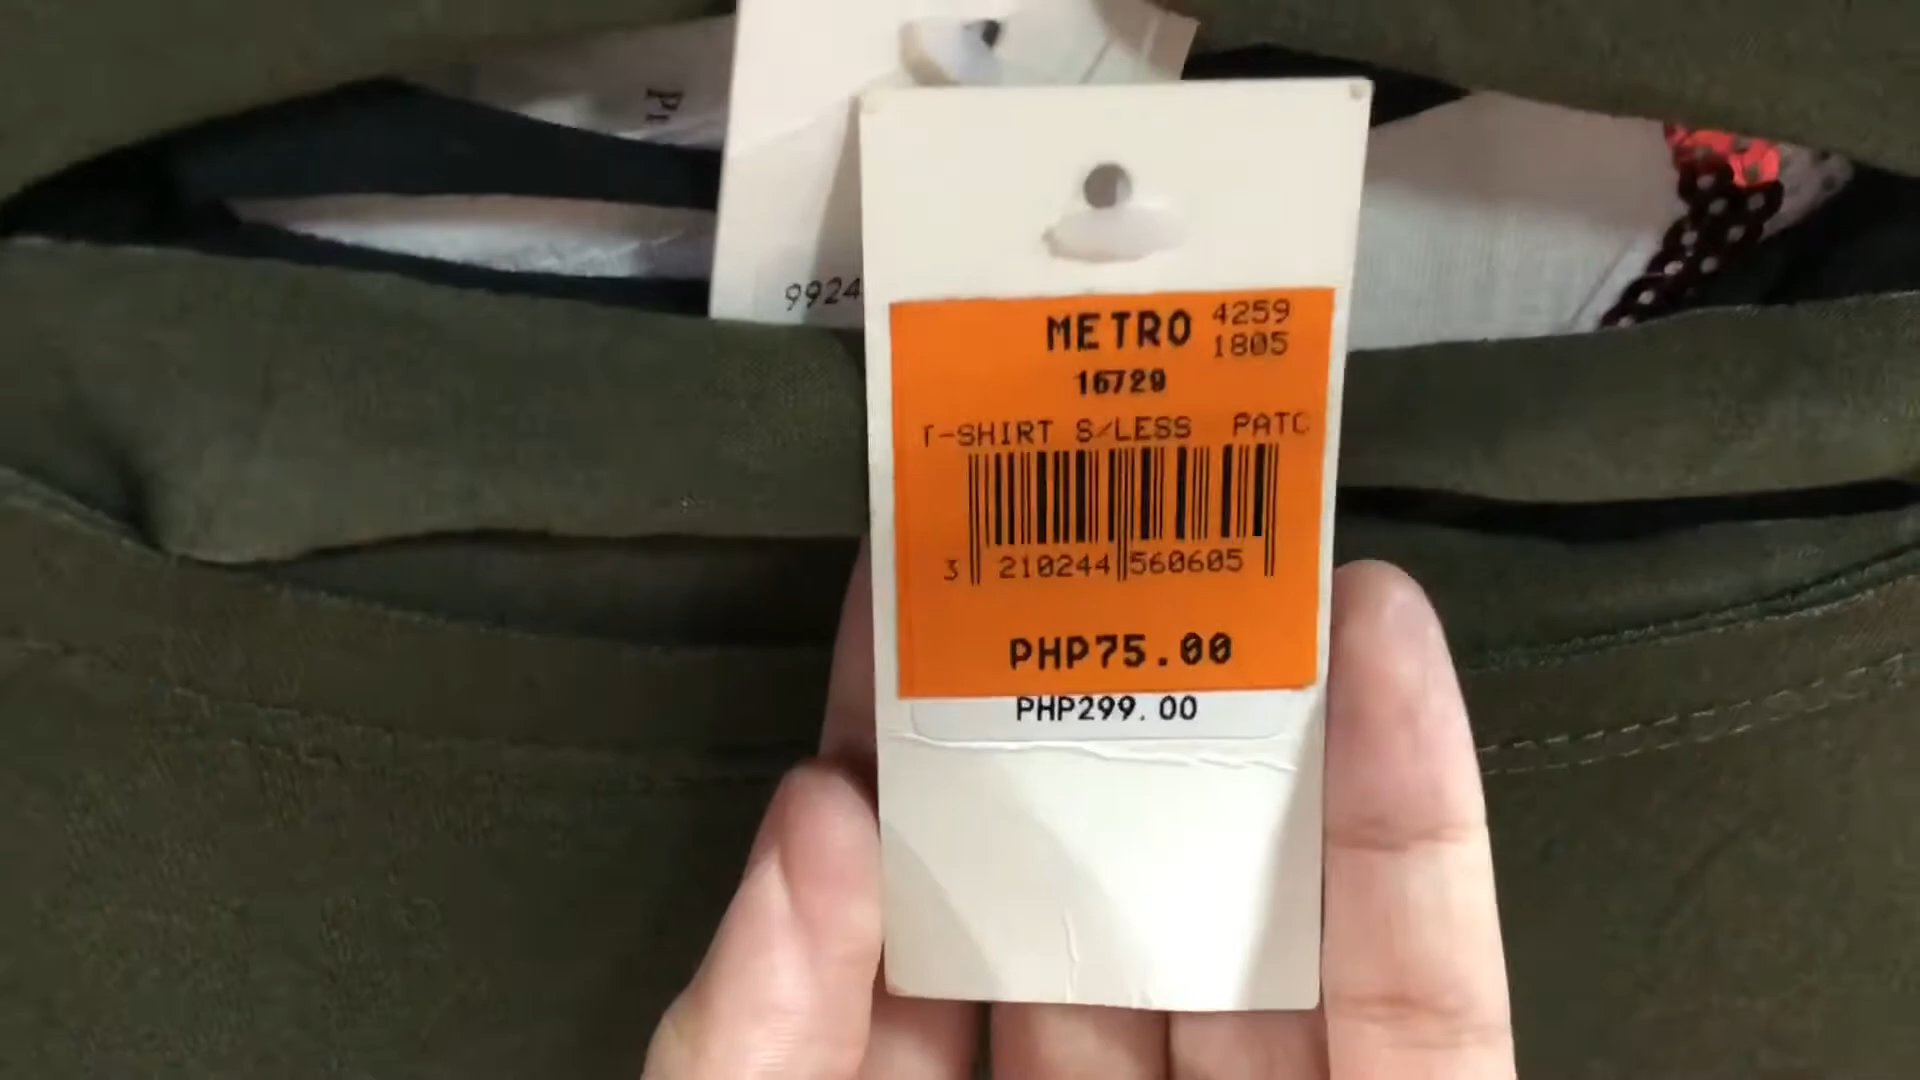 9924
METRO 4259
1805
16729
T-SHIRT S/LESS PATC
3 210244 560605
PHP75.00
PHP299.00